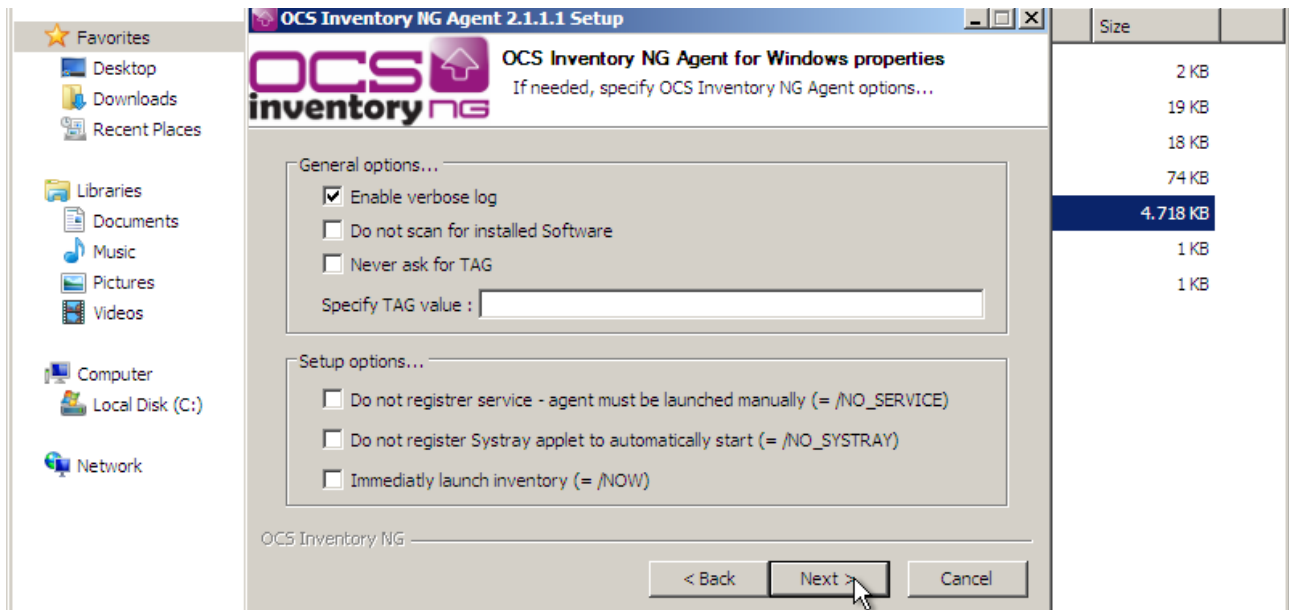 Favorites
Desktop
Downloads
Recent Places
Libraries
Documents
Music
Pictures
Videos
Computer
Local Disk (C:)
Network
OCS Inventory NG Agent 2.1.1.1 Setup
OCS
inventory NG
OCS Inventory NG Agent for Windows properties
If needed, specify OCS Inventory NG Agent options...
General options...
Enable verbose log
Do not scan for installed Software
Never ask for TAG
Specify TAG value :
Setup options...
Do not registrer service - agent must be launched manually (= /NO_SERVICE)
Do not register Systray applet to automatically start (= /NO_SYSTRAY)
Immediatly launch inventory (= /NOW)
OCS Inventory NG
< Back Next > Cancel
Size
2 KB
19 KB
18 KB
74 KB
4.718 KB
1 KB
1 KB